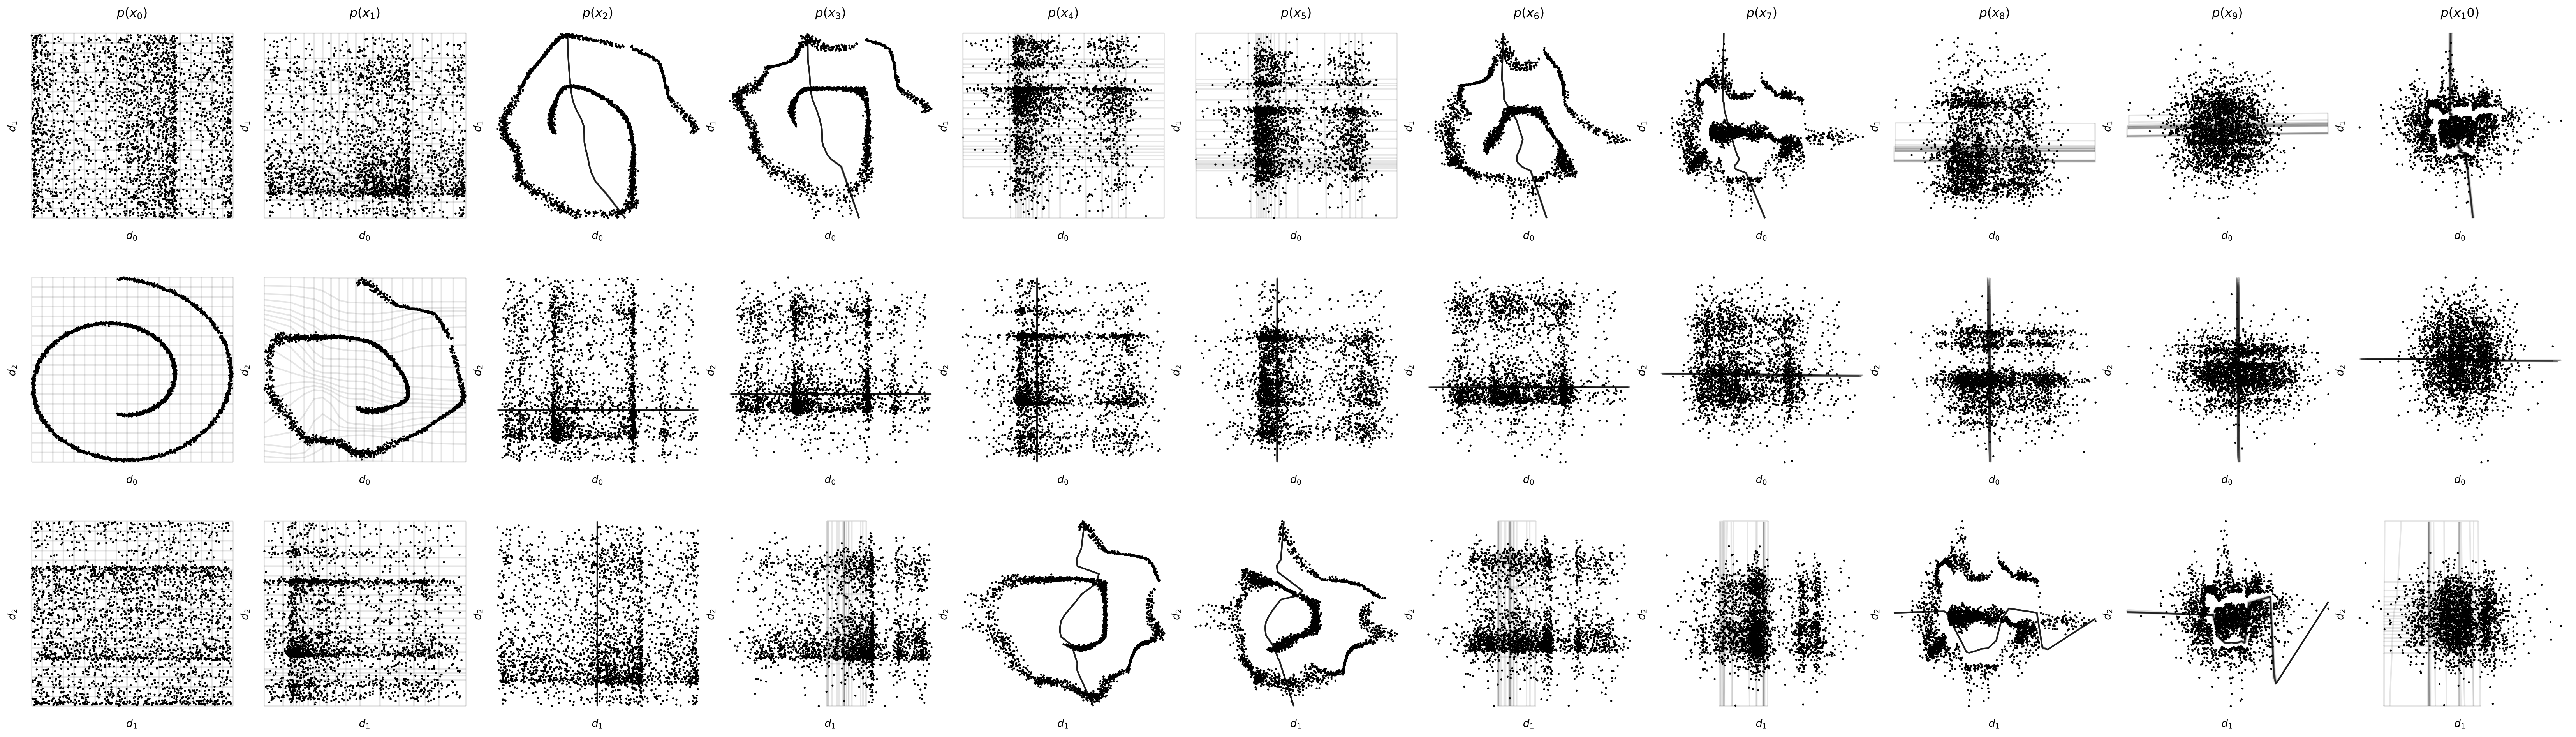 p(x₀) p(x₁) p(x₂) p(x₃) p(x₄) p(x₅) p(x₆) p(x₇) p(x₈) p(x₉) p(x₁0)
d₁ d₁ d₁ d₁ d₁ d₁ d₁ d₁ d₁ d₁ d₁
d₀ d₀ d₀ d₀ d₀ d₀ d₀ d₀ d₀ d₀ d₀
d₂ d₂ d₂ d₂ d₂ d₂ d₂ d₂ d₂ d₂ d₂
d₀ d₀ d₀ d₀ d₀ d₀ d₀ d₀ d₀ d₀ d₀
d₂ d₂ d₂ d₂ d₂ d₂ d₂ d₂ d₂ d₂ d₂
d₁ d₁ d₁ d₁ d₁ d₁ d₁ d₁ d₁ d₁ d₁